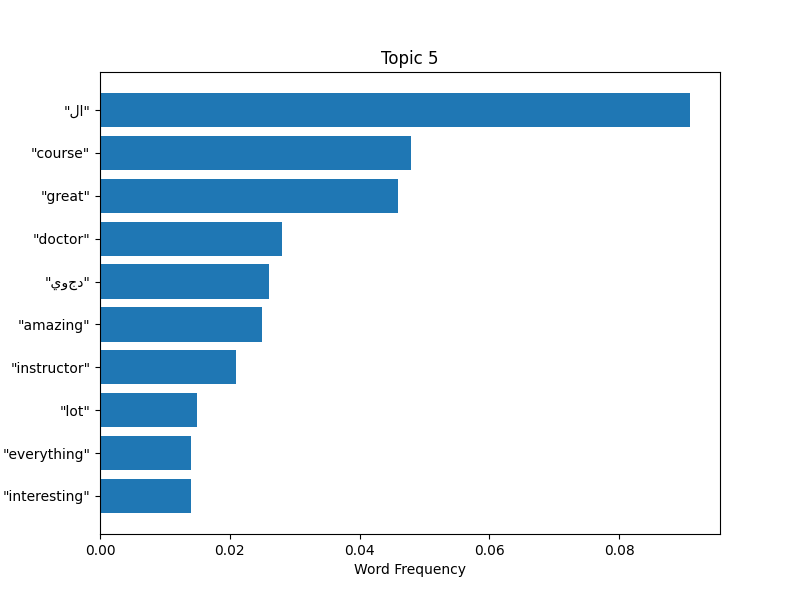 Topic 5
"ال"
"course"
"great"
"doctor"
"دجوي"
"amazing"
"instructor"
"lot"
"everything"
"interesting"
0.00 0.02 0.04 0.06 0.08
Word Frequency